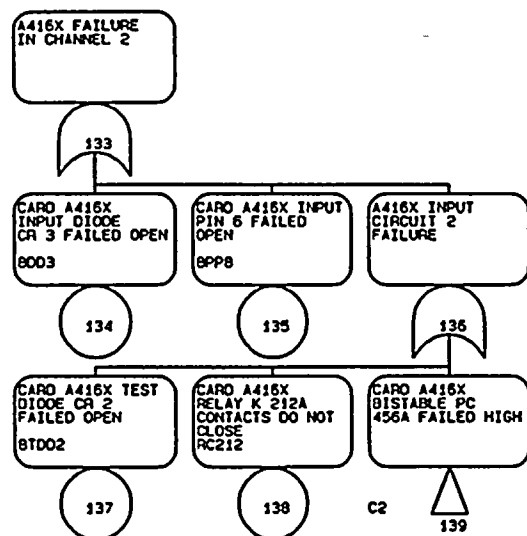 A416X FAILURE
IN CHANNEL 2
133
CARD A416X
INPUT DIODE
CR 3 FAILED OPEN
8DD3
134
CARD A416X INPUT
PIN 6 FAILED
OPEN
8PP8
135
A416X INPUT
CIRCUIT 2
FAILURE
136
CARD A416X TEST
DIODE CR 2
FAILED OPEN
8TDD2
137
CARD A416X
RELAY K 212A
CONTACTS DO NOT
CLOSE
RC212
138
CARD A416X
BISTABLE PC
456A FAILED HIGH
C2
139